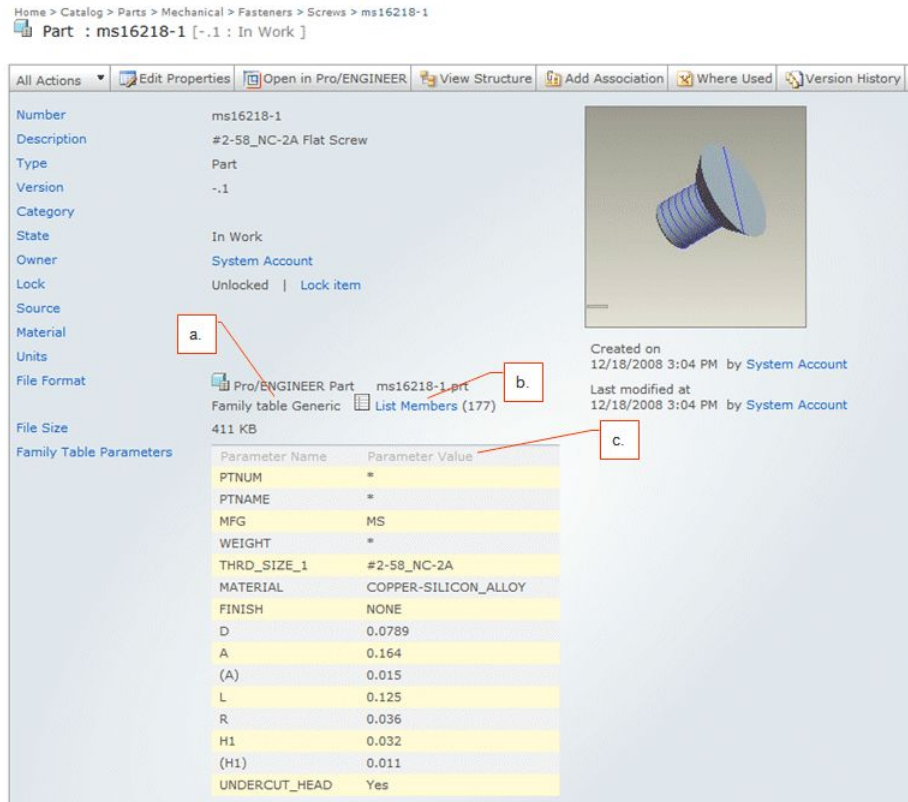 Home > Catalog > Parts > Mechanical > Fasteners > Screws > ms16218-1
Part : ms16218-1 [-.1 : In Work ]
All Actions Edit Properties Open in Pro/ENGINEER View Structure Add Association Where Used Version History
Number ms16218-1
Description #2-58_NC-2A Flat Screw
Type Part
Version -.1
Category
State In Work
Owner System Account
Lock Unlocked | Lock item
Source
Material
a.
Units
Created on
12/18/2008 3:04 PM by System Account
File Format Pro/ENGINEER Part ms16218-1.prt
b.
Last modified at
12/18/2008 3:04 PM by System Account
Family table Generic List Members (177)
File Size 411 KB
c.
Family Table Parameters Parameter Name Parameter Value
PTNUM *
PTNAME *
MFG MS
WEIGHT *
THRD_SIZE_1 #2-58_NC-2A
MATERIAL COPPER-SILICON_ALLOY
FINISH NONE
D 0.0789
A 0.164
(A) 0.015
L 0.125
R 0.036
H1 0.032
(H1) 0.011
UNDERCUT_HEAD Yes